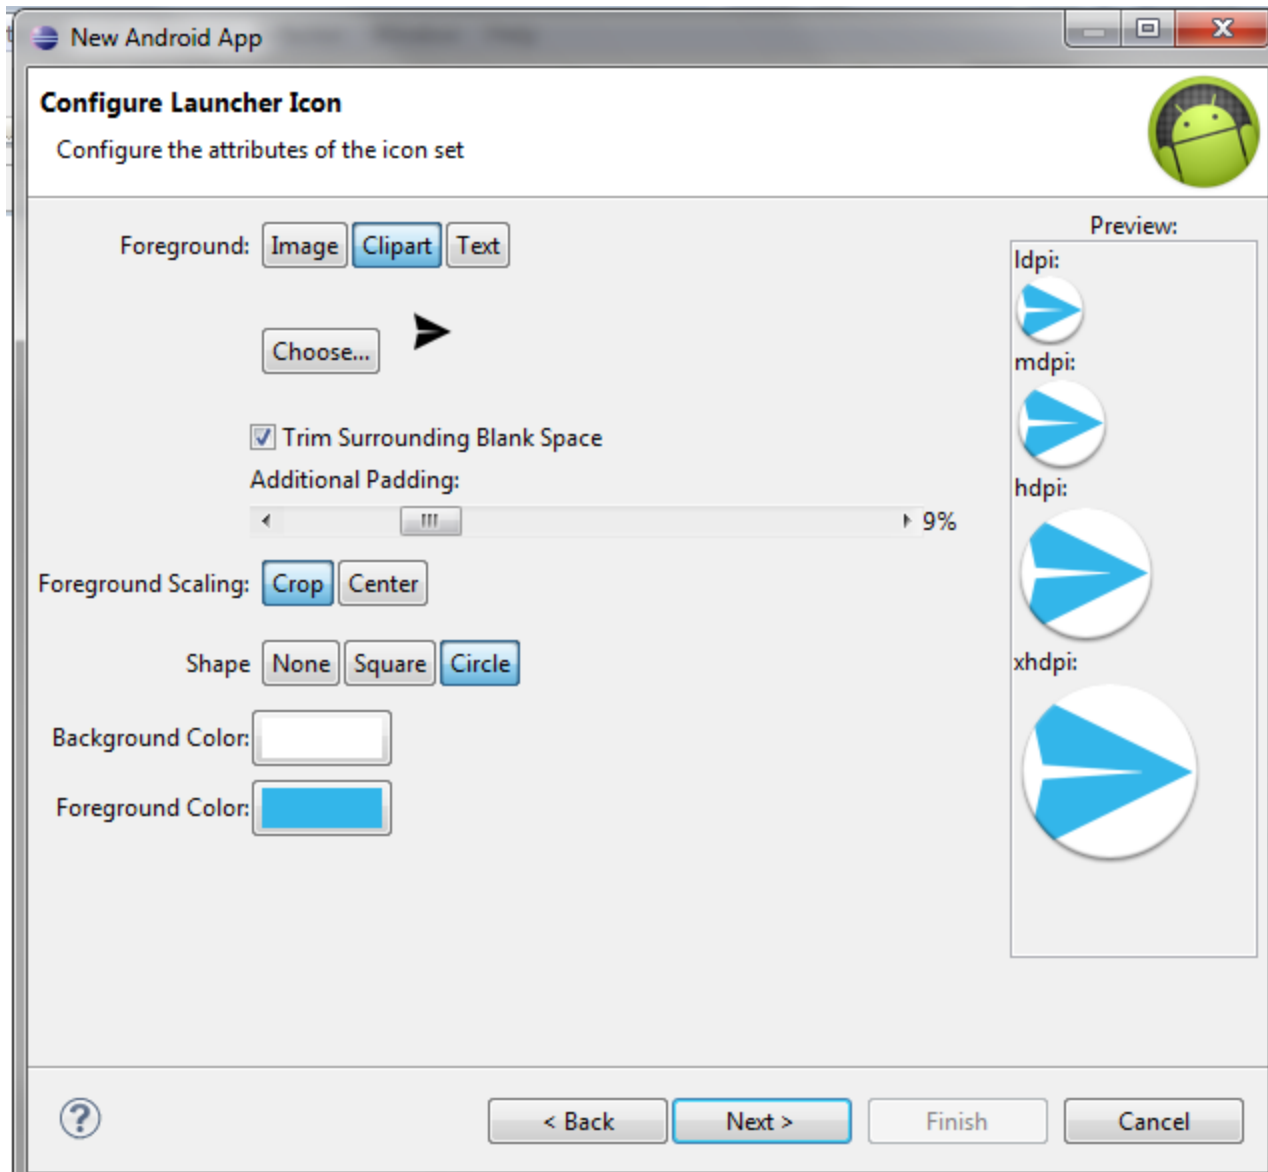 New Android App
Configure Launcher Icon
Configure the attributes of the icon set
Preview:
Foreground: Image Clipart Text
ldpi:
Choose...
mdpi:
Trim Surrounding Blank Space
Additional Padding:
hdpi:
9%
Foreground Scaling: Crop Center
Shape None Square Circle
xhdpi:
Background Color:
Foreground Color:
< Back Next > Finish Cancel